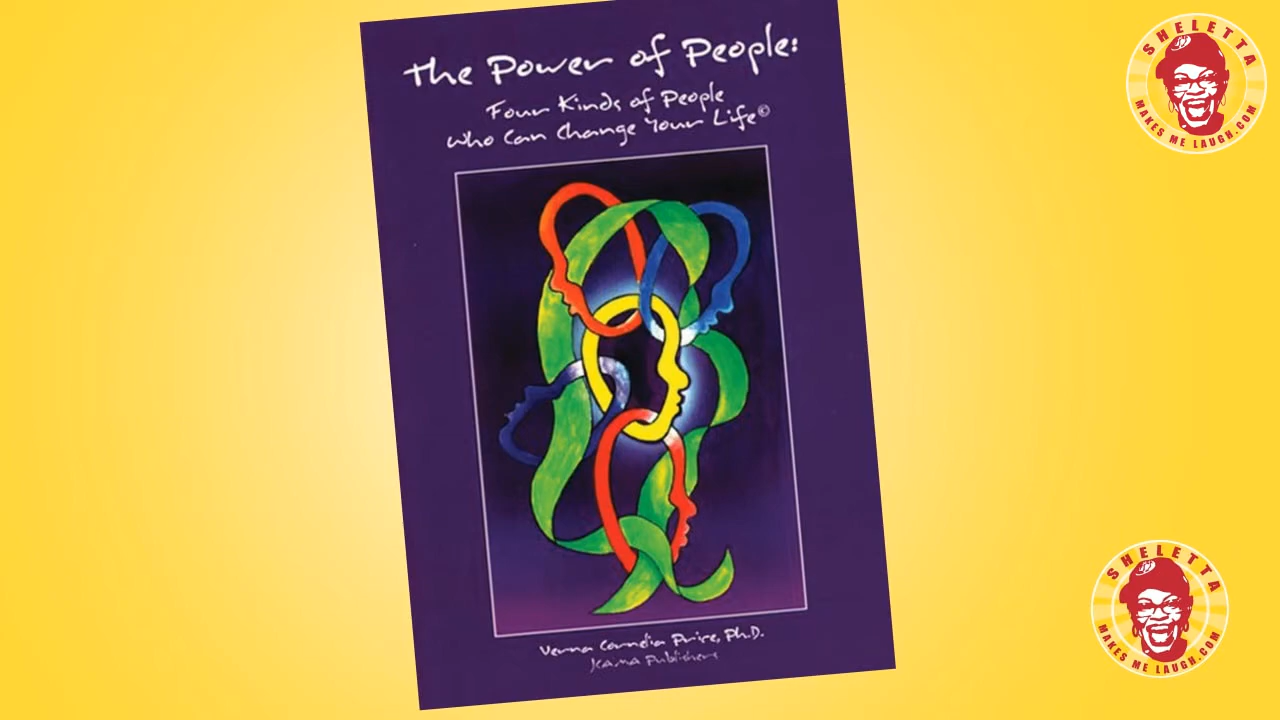 The Power of People:
Four Kinds of People
Who Can Change Your Life©
Verna Cornelia Price, Ph.D.
JCAMA Publishers
SHELETTA
MAKES ME LAUGH.COM
SHELETTA
MAKES ME LAUGH.COM